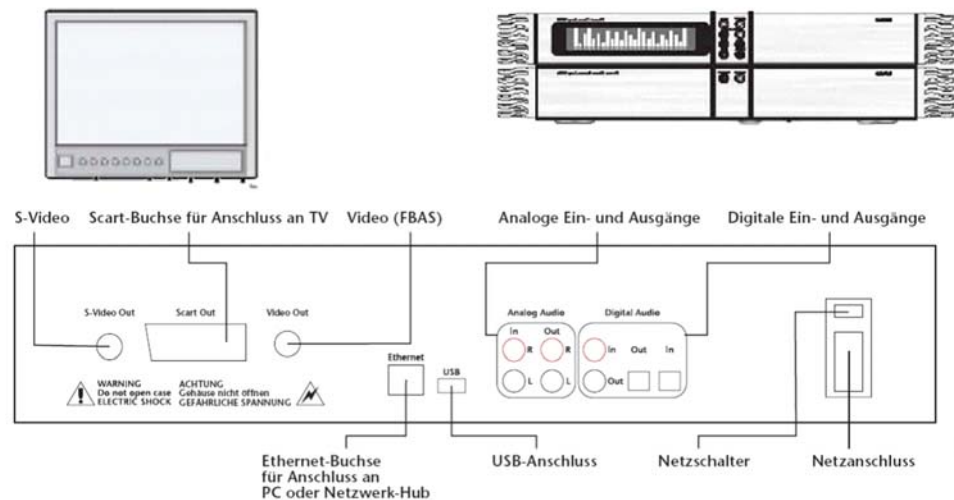 S-Video
Scart-Buchse für Anschluss an TV
Video (FBAS)
Analoge Ein- und Ausgänge
Digitale Ein- und Ausgänge
S-Video Out
Scart Out
Video Out
Analog Audio
Digital Audio
In
Out
R
R
In
Out
In
L
L
Out
Ethernet
USB
WARNING
Do not open case
ELECTRIC SHOCK
ACHTUNG
Gehäuse nicht öffnen
GEFÄHRLICHE SPANNUNG
Ethernet-Buchse
für Anschluss an
PC oder Netzwerk-Hub
USB-Anschluss
Netzschalter
Netzanschluss